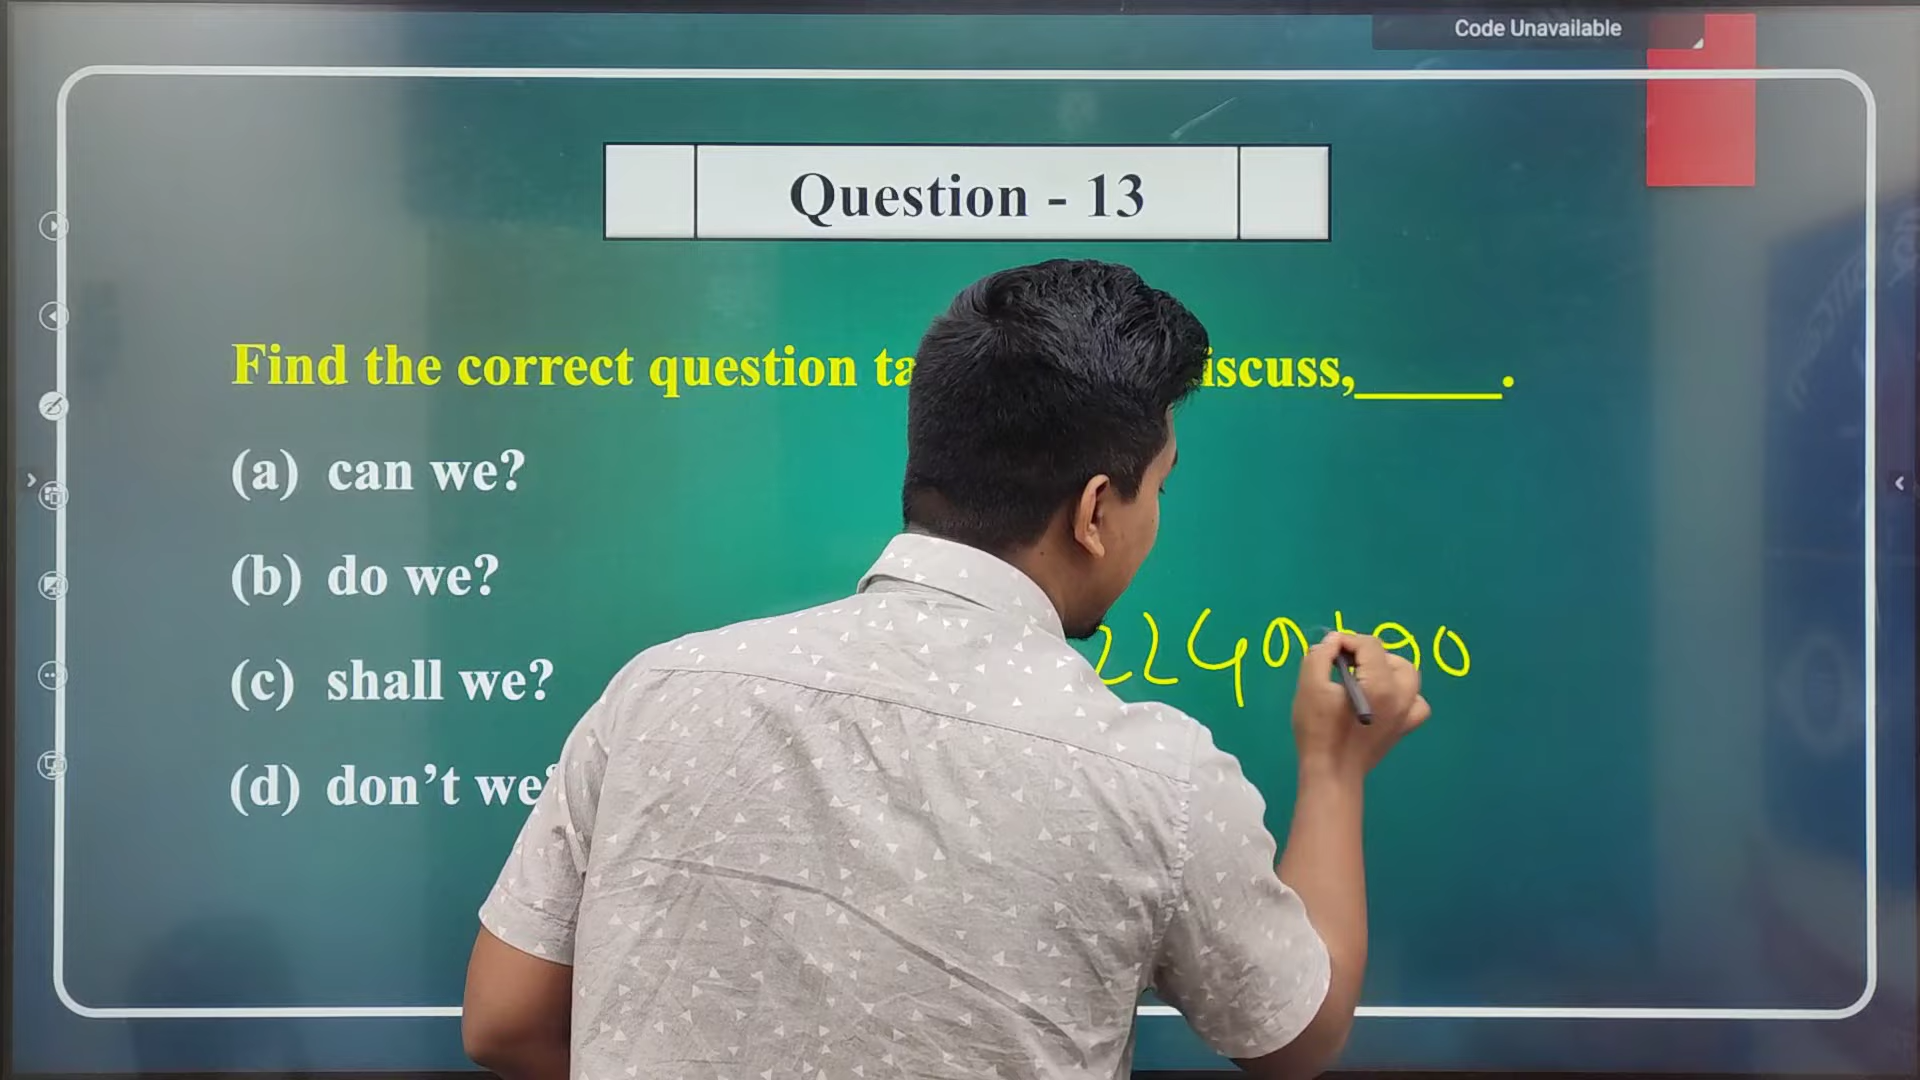 Code Unavailable
Question - 13
Find the correct question ta iscuss,_____.
(a) can we?
(b) do we?
(c) shall we?
(d) don’t we?